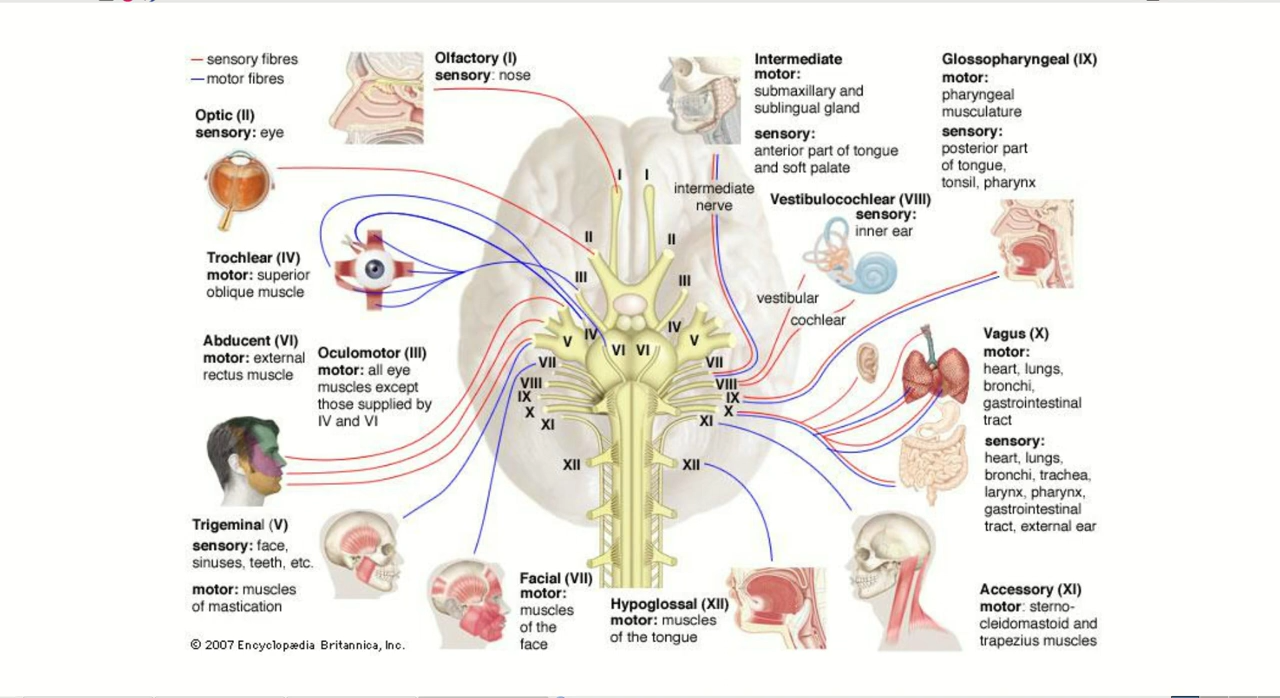 sensory fibres
motor fibres
Optic (II)
sensory: eye
Olfactory (I)
sensory: nose
Intermediate
motor:
submaxillary and
sublingual gland
sensory:
anterior part of tongue
and soft palate
Glossopharyngeal (IX)
motor:
pharyngeal
musculature
sensory:
posterior part
of tongue,
tonsil, pharynx
intermediate
nerve
Vestibulocochlear (VIII)
sensory:
inner ear
vestibular
cochlear
Trochlear (IV)
motor: superior
oblique muscle
Abducent (VI)
motor: external
rectus muscle
Oculomotor (III)
motor: all eye
muscles except
those supplied by
IV and VI
I I
II II
III III
IV IV
V V
VI VI
VII VII
VIII VIII
IX IX
X X
XI XI
XII XII
Vagus (X)
motor:
heart, lungs,
bronchi,
gastrointestinal
tract
sensory:
heart, lungs,
bronchi, trachea,
larynx, pharynx,
gastrointestinal
tract, external ear
Trigeminal (V)
sensory: face,
sinuses, teeth, etc.
motor: muscles
of mastication
Facial (VII)
motor:
muscles
of the
face
Hypoglossal (XII)
motor: muscles
of the tongue
Accessory (XI)
motor: sterno-
cleidomastoid and
trapezius muscles
© 2007 Encyclopædia Britannica, Inc.